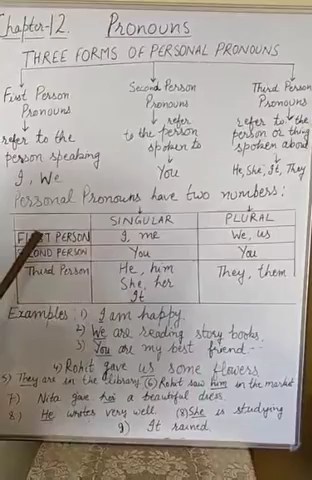 Chapter-12. Pronouns
THREE FORMS OF PERSONAL PRONOUNS
First Person Pronouns
refer to the person speaking
I, We
Second Person Pronouns
refer to the person spoken to
You
Third Person Pronouns
refer to the person or thing spoken about
He, She, It, They
Personal Pronouns have two numbers:
SINGULAR PLURAL
FIRST PERSON I, me We, us
SECOND PERSON You You
Third Person He, him They, them
She, her
It
Examples: 1) I am happy.
2) We are reading story books.
3) You are my best friend.
4) Rohit gave us some flowers
5) They are in the library. (6) Rohit saw him in the market
7) Nita gave her a beautiful dress.
8) He writes very well (8) She is studying
9) It rained.